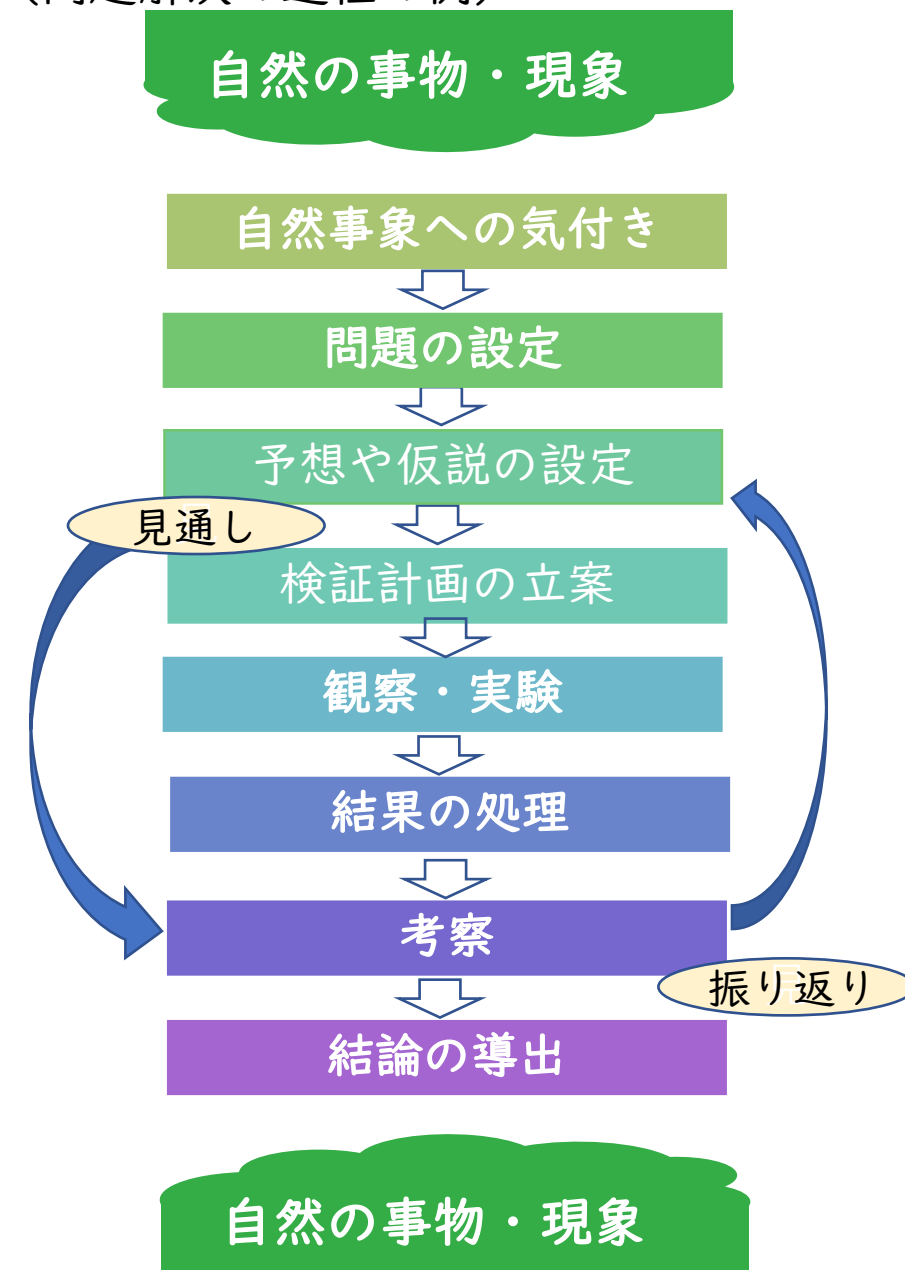 自然の事物・現象
自然事象への気付き
問題の設定
予想や仮説の設定
見通し
検証計画の立案
観察・実験
結果の処理
考察
振り返り
結論の導出
自然の事物・現象